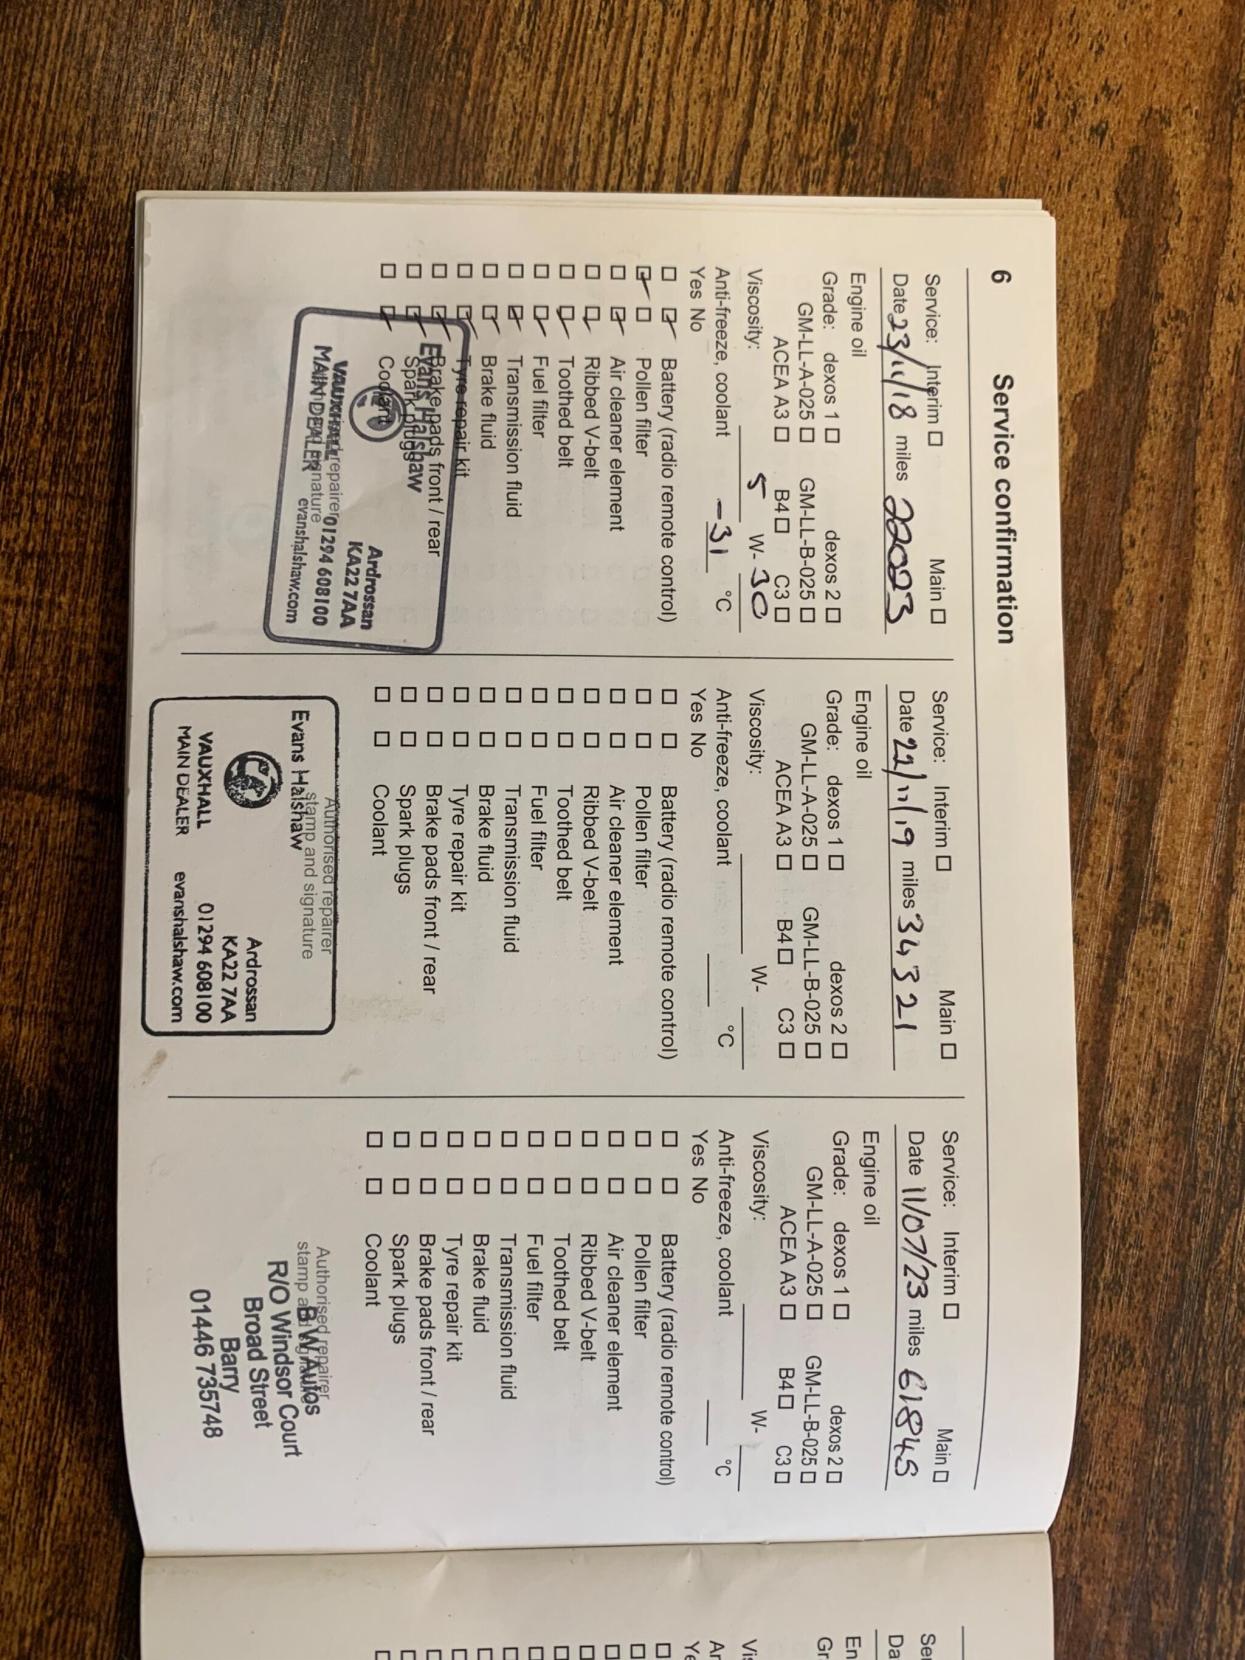 6 Service confirmation
Service: Interim ☐ Main ☐
Date 23/11/18 miles 22023
Engine oil
Grade: dexos 1 ☐ dexos 2 ☐
GM-LL-A-025 ☐ GM-LL-B-025 ☐
ACEA A3 ☐ B4 ☐ C3 ☐
Viscosity: 5 W- 30
Anti-freeze, coolant -31 °C
Yes No
☐ ☑ Battery (radio remote control)
☑ ☐ Pollen filter
☐ ☑ Air cleaner element
☐ ☑ Ribbed V-belt
☐ ☑ Toothed belt
☐ ☑ Fuel filter
☐ ☑ Transmission fluid
☐ ☑ Brake fluid
☐ ☑ Tyre repair kit
☐ ☑ Brake pads front / rear
☐ ☑ Spark plugs
☐ ☑ Coolant
Evans Halshaw
Ardrossan
KA22 7AA
VAUXHALL 01294 608100
MAIN DEALER evanshalshaw.com
Service: Interim ☐ Main ☐
Date 22/11/19 miles 34321
Engine oil
Grade: dexos 1 ☐ dexos 2 ☐
GM-LL-A-025 ☐ GM-LL-B-025 ☐
ACEA A3 ☐ B4 ☐ C3 ☐
Viscosity: W-
Anti-freeze, coolant °C
Yes No
☐ ☐ Battery (radio remote control)
☐ ☐ Pollen filter
☐ ☐ Air cleaner element
☐ ☐ Ribbed V-belt
☐ ☐ Toothed belt
☐ ☐ Fuel filter
☐ ☐ Transmission fluid
☐ ☐ Brake fluid
☐ ☐ Tyre repair kit
☐ ☐ Brake pads front / rear
☐ ☐ Spark plugs
☐ ☐ Coolant
Authorised repairer
stamp and signature
Evans Halshaw
Ardrossan
KA22 7AA
VAUXHALL 01294 608100
MAIN DEALER evanshalshaw.com
Service: Interim ☐ Main ☐
Date 11/07/23 miles 61845
Engine oil
Grade: dexos 1 ☐ dexos 2 ☐
GM-LL-A-025 ☐ GM-LL-B-025 ☐
ACEA A3 ☐ B4 ☐ C3 ☐
Viscosity: W-
Anti-freeze, coolant °C
Yes No
☐ ☐ Battery (radio remote control)
☐ ☐ Pollen filter
☐ ☐ Air cleaner element
☐ ☐ Ribbed V-belt
☐ ☐ Toothed belt
☐ ☐ Fuel filter
☐ ☐ Transmission fluid
☐ ☐ Brake fluid
☐ ☐ Tyre repair kit
☐ ☐ Brake pads front / rear
☐ ☐ Spark plugs
☐ ☐ Coolant
Authorised repairer
stamp and signature
B W Autos
R/O Windsor Court
Broad Street
Barry
01446 735748